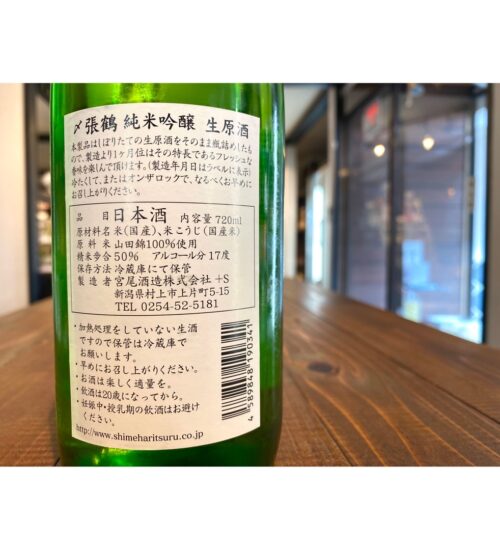 〆張鶴 純米吟醸 生原酒
本製品はしぼりたての生原酒をそのまま瓶詰めしたも
ので、製造より1ヶ月位はその特長であるフレッシュな
香味を楽しんで頂けます。(製造年月日はラベルに表示)
冷たくして、またはオンザロックで、なるべくお早めに
お召し上がりください。
品 目 日本酒 内容量 720ml
原材料名 米(国産)、米こうじ(国産米)
原料米 山田錦100%使用
精米歩合 50% アルコール分 17度
保存方法 冷蔵庫にて保管
製造者 宮尾酒造株式会社 +S
新潟県村上市上片町5-15
TEL 0254-52-5181
・加熱処理をしていない生酒
ですので保管は冷蔵庫で
お願いします。
・早めにお召し上がりください。
・お酒は楽しく適量を。
・飲酒は20歳になってから。
・妊娠中・授乳期の飲酒はお避け
ください。
http://www.shimeharitsuru.co.jp
4 589848 190341